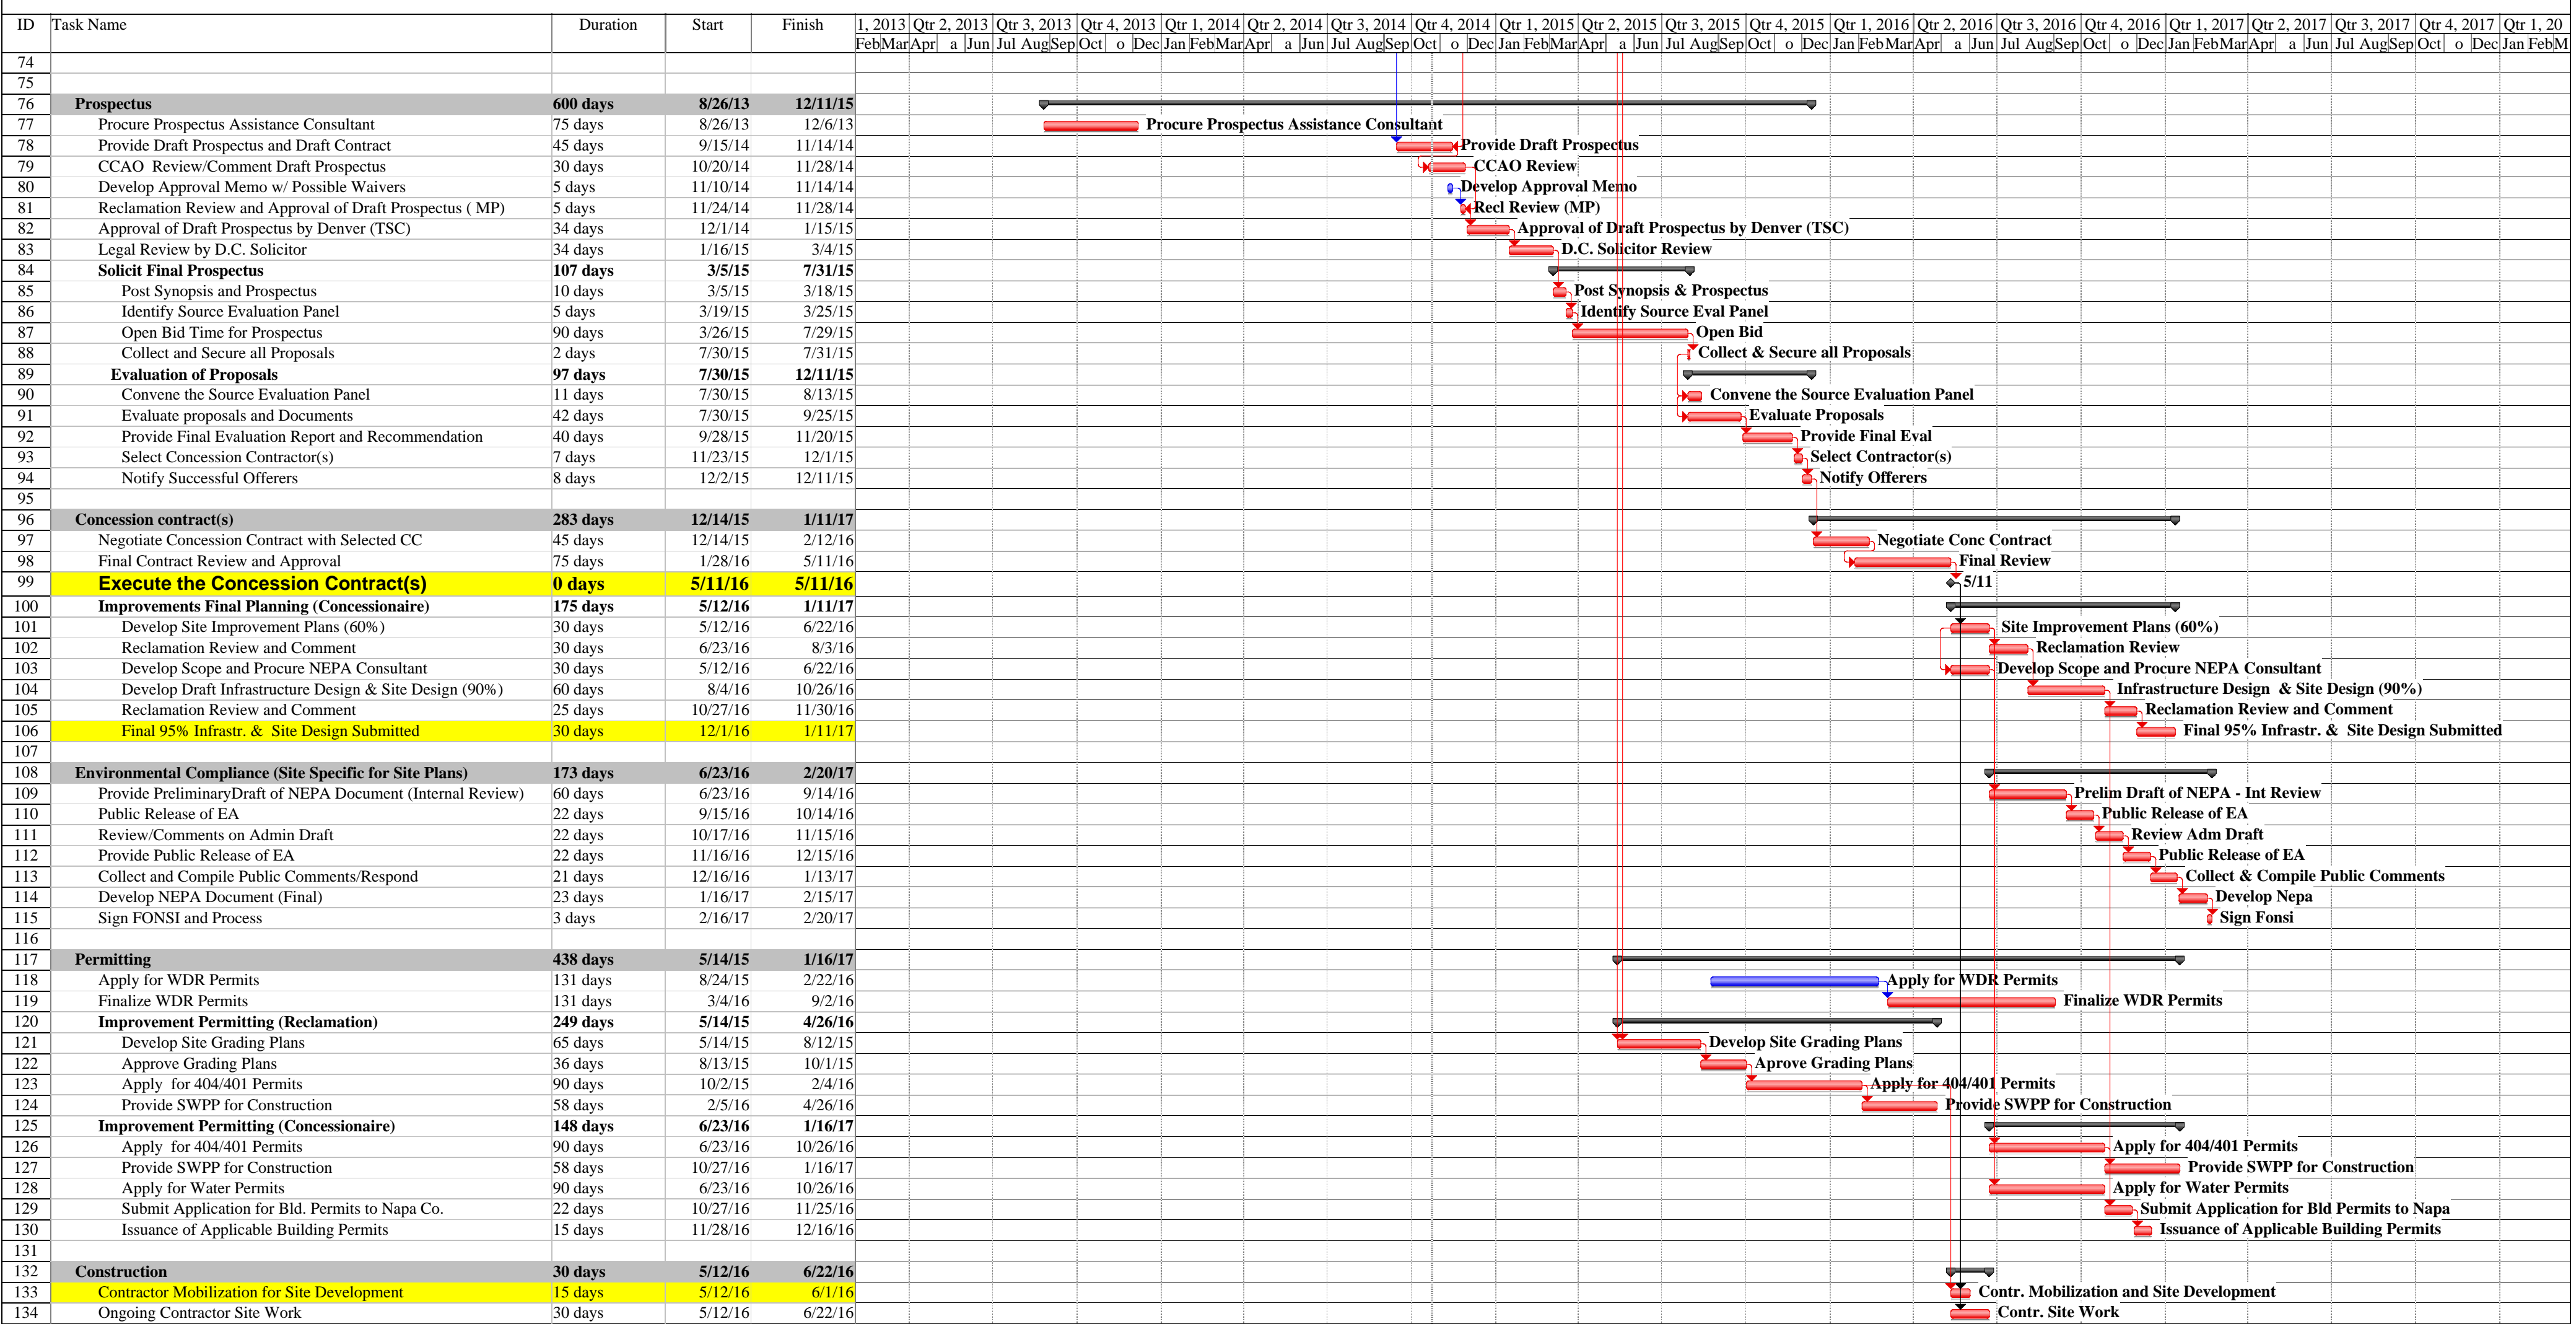 ID Task Name Duration Start Finish 1, 2013 Qtr 2, 2013 Qtr 3, 2013 Qtr 4, 2013 Qtr 1, 2014 Qtr 2, 2014 Qtr 3, 2014 Qtr 4, 2014 Qtr 1, 2015 Qtr 2, 2015 Qtr 3, 2015 Qtr 4, 2015 Qtr 1, 2016 Qtr 2, 2016 Qtr 3, 2016 Qtr 4, 2016 Qtr 1, 2017 Qtr 2, 2017 Qtr 3, 2017 Qtr 4, 2017 Qtr 1, 20
Feb Mar Apr a Jun Jul Aug Sep Oct o Dec Jan Feb Mar Apr a Jun Jul Aug Sep Oct o Dec Jan Feb Mar Apr a Jun Jul Aug Sep Oct o Dec Jan Feb Mar Apr a Jun Jul Aug Sep Oct o Dec Jan Feb Mar Apr a Jun Jul Aug Sep Oct o Dec Jan Feb M
74
75
76 Prospectus 600 days 8/26/13 12/11/15
77 Procure Prospectus Assistance Consultant 75 days 8/26/13 12/6/13 Procure Prospectus Assistance Consultant
78 Provide Draft Prospectus and Draft Contract 45 days 9/15/14 11/14/14 Provide Draft Prospectus
79 CCAO Review/Comment Draft Prospectus 30 days 10/20/14 11/28/14 CCAO Review
80 Develop Approval Memo w/ Possible Waivers 5 days 11/10/14 11/14/14 Develop Approval Memo
81 Reclamation Review and Approval of Draft Prospectus ( MP) 5 days 11/24/14 11/28/14 Recl Review (MP)
82 Approval of Draft Prospectus by Denver (TSC) 34 days 12/1/14 1/15/15 Approval of Draft Prospectus by Denver (TSC)
83 Legal Review by D.C. Solicitor 34 days 1/16/15 3/4/15 D.C. Solicitor Review
84 Solicit Final Prospectus 107 days 3/5/15 7/31/15
85 Post Synopsis and Prospectus 10 days 3/5/15 3/18/15 Post Synopsis & Prospectus
86 Identify Source Evaluation Panel 5 days 3/19/15 3/25/15 Identify Source Eval Panel
87 Open Bid Time for Prospectus 90 days 3/26/15 7/29/15 Open Bid
88 Collect and Secure all Proposals 2 days 7/30/15 7/31/15 Collect & Secure all Proposals
89 Evaluation of Proposals 97 days 7/30/15 12/11/15
90 Convene the Source Evaluation Panel 11 days 7/30/15 8/13/15 Convene the Source Evaluation Panel
91 Evaluate proposals and Documents 42 days 7/30/15 9/25/15 Evaluate Proposals
92 Provide Final Evaluation Report and Recommendation 40 days 9/28/15 11/20/15 Provide Final Eval
93 Select Concession Contractor(s) 7 days 11/23/15 12/1/15 Select Contractor(s)
94 Notify Successful Offerers 8 days 12/2/15 12/11/15 Notify Offerers
95
96 Concession contract(s) 283 days 12/14/15 1/11/17
97 Negotiate Concession Contract with Selected CC 45 days 12/14/15 2/12/16 Negotiate Conc Contract
98 Final Contract Review and Approval 75 days 1/28/16 5/11/16 Final Review
99 Execute the Concession Contract(s) 0 days 5/11/16 5/11/16 5/11
100 Improvements Final Planning (Concessionaire) 175 days 5/12/16 1/11/17
101 Develop Site Improvement Plans (60%) 30 days 5/12/16 6/22/16 Site Improvement Plans (60%)
102 Reclamation Review and Comment 30 days 6/23/16 8/3/16 Reclamation Review
103 Develop Scope and Procure NEPA Consultant 30 days 5/12/16 6/22/16 Develop Scope and Procure NEPA Consultant
104 Develop Draft Infrastructure Design & Site Design (90%) 60 days 8/4/16 10/26/16 Infrastructure Design & Site Design (90%)
105 Reclamation Review and Comment 25 days 10/27/16 11/30/16 Reclamation Review and Comment
106 Final 95% Infrastr. & Site Design Submitted 30 days 12/1/16 1/11/17 Final 95% Infrastr. & Site Design Submitted
107
108 Environmental Compliance (Site Specific for Site Plans) 173 days 6/23/16 2/20/17
109 Provide PreliminaryDraft of NEPA Document (Internal Review) 60 days 6/23/16 9/14/16 Prelim Draft of NEPA - Int Review
110 Public Release of EA 22 days 9/15/16 10/14/16 Public Release of EA
111 Review/Comments on Admin Draft 22 days 10/17/16 11/15/16 Review Adm Draft
112 Provide Public Release of EA 22 days 11/16/16 12/15/16 Public Release of EA
113 Collect and Compile Public Comments/Respond 21 days 12/16/16 1/13/17 Collect & Compile Public Comments
114 Develop NEPA Document (Final) 23 days 1/16/17 2/15/17 Develop Nepa
115 Sign FONSI and Process 3 days 2/16/17 2/20/17 Sign Fonsi
116
117 Permitting 438 days 5/14/15 1/16/17
118 Apply for WDR Permits 131 days 8/24/15 2/22/16 Apply for WDR Permits
119 Finalize WDR Permits 131 days 3/4/16 9/2/16 Finalize WDR Permits
120 Improvement Permitting (Reclamation) 249 days 5/14/15 4/26/16
121 Develop Site Grading Plans 65 days 5/14/15 8/12/15 Develop Site Grading Plans
122 Approve Grading Plans 36 days 8/13/15 10/1/15 Aprove Grading Plans
123 Apply for 404/401 Permits 90 days 10/2/15 2/4/16 Apply for 404/401 Permits
124 Provide SWPP for Construction 58 days 2/5/16 4/26/16 Provide SWPP for Construction
125 Improvement Permitting (Concessionaire) 148 days 6/23/16 1/16/17
126 Apply for 404/401 Permits 90 days 6/23/16 10/26/16 Apply for 404/401 Permits
127 Provide SWPP for Construction 58 days 10/27/16 1/16/17 Provide SWPP for Construction
128 Apply for Water Permits 90 days 6/23/16 10/26/16 Apply for Water Permits
129 Submit Application for Bld. Permits to Napa Co. 22 days 10/27/16 11/25/16 Submit Application for Bld Permits to Napa
130 Issuance of Applicable Building Permits 15 days 11/28/16 12/16/16 Issuance of Applicable Building Permits
131
132 Construction 30 days 5/12/16 6/22/16
133 Contractor Mobilization for Site Development 15 days 5/12/16 6/1/16 Contr. Mobilization and Site Development
134 Ongoing Contractor Site Work 30 days 5/12/16 6/22/16 Contr. Site Work